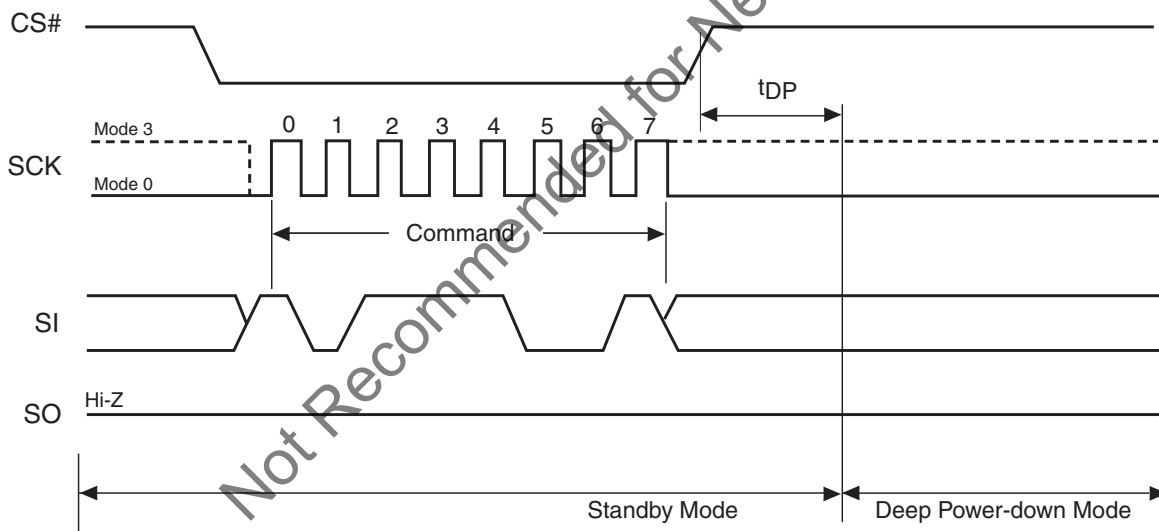 CS#
tDP
Mode 3
0 1 2 3 4 5 6 7
SCK
Mode 0
Command
SI
Hi-Z
SO
Standby Mode
Deep Power-down Mode
Not Recommended for Ne